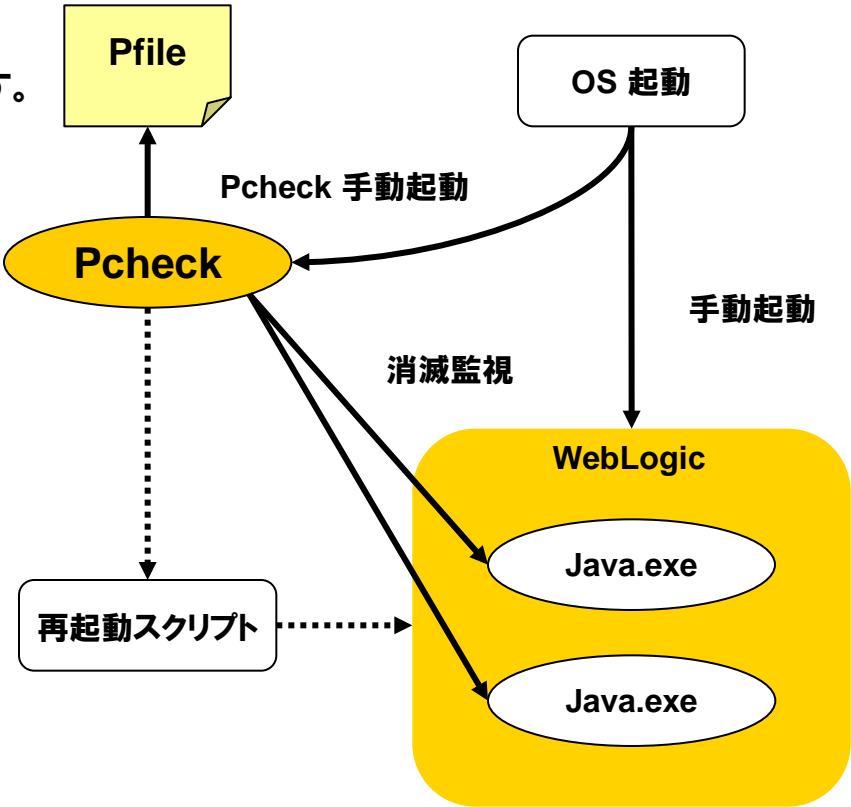 Pfile
す。
OS 起動
Pcheck 手動起動
Pcheck
手動起動
消滅監視
WebLogic
Java.exe
再起動スクリプト
Java.exe